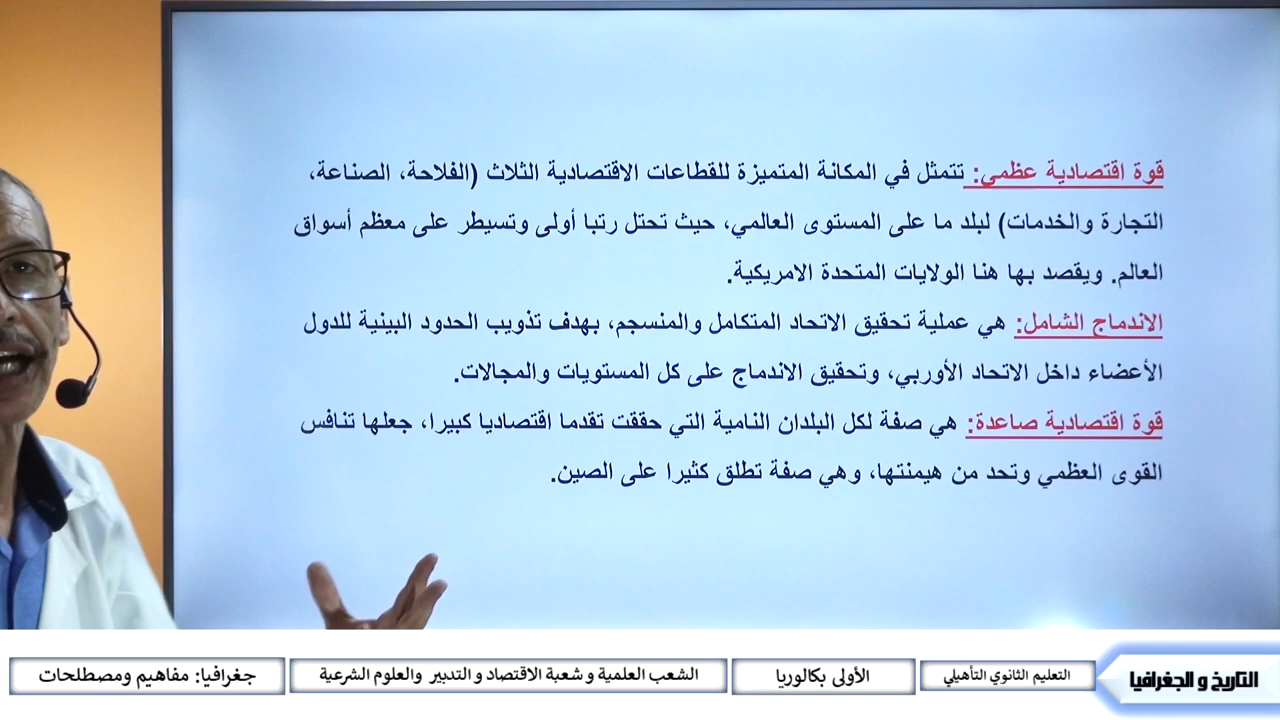 قوة اقتصادية عظمي: تتمثل في المكانة المتميزة للقطاعات الاقتصادية الثلاث (الفلاحة، الصناعة،
التجارة والخدمات) لبلد ما على المستوى العالمي، حيث تحتل رتبا أولى وتسيطر على معظم أسواق
العالم. ويقصد بها هنا الولايات المتحدة الامريكية.
الاندماج الشامل: هي عملية تحقيق الاتحاد المتكامل والمنسجم، بهدف تذويب الحدود البينية للدول
الأعضاء داخل الاتحاد الأوربي، وتحقيق الاندماج على كل المستويات والمجالات.
قوة اقتصادية صاعدة: هي صفة لكل البلدان النامية التي حققت تقدما اقتصاديا كبيرا، جعلها تنافس
القوى العظمي وتحد من هيمنتها، وهي صفة تطلق كثيرا على الصين.
التاريخ و الجغرافيا
التعليم الثانوي التأهيلي
الأولى بكالوريا
الشعب العلمية و شعبة الاقتصاد و التدبير والعلوم الشرعية
جغرافيا: مفاهيم ومصطلحات